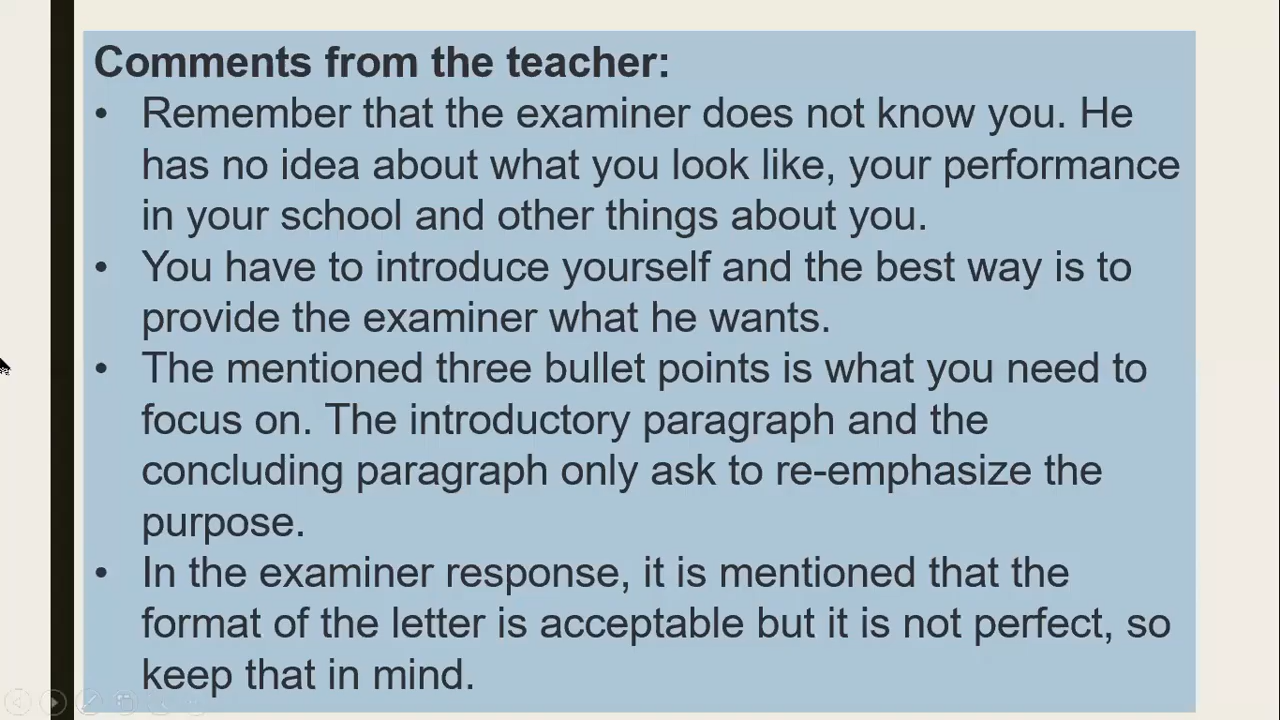 Comments from the teacher:
• Remember that the examiner does not know you. He
has no idea about what you look like, your performance
in your school and other things about you.
• You have to introduce yourself and the best way is to
provide the examiner what he wants.
• The mentioned three bullet points is what you need to
focus on. The introductory paragraph and the
concluding paragraph only ask to re-emphasize the
purpose.
• In the examiner response, it is mentioned that the
format of the letter is acceptable but it is not perfect, so
keep that in mind.